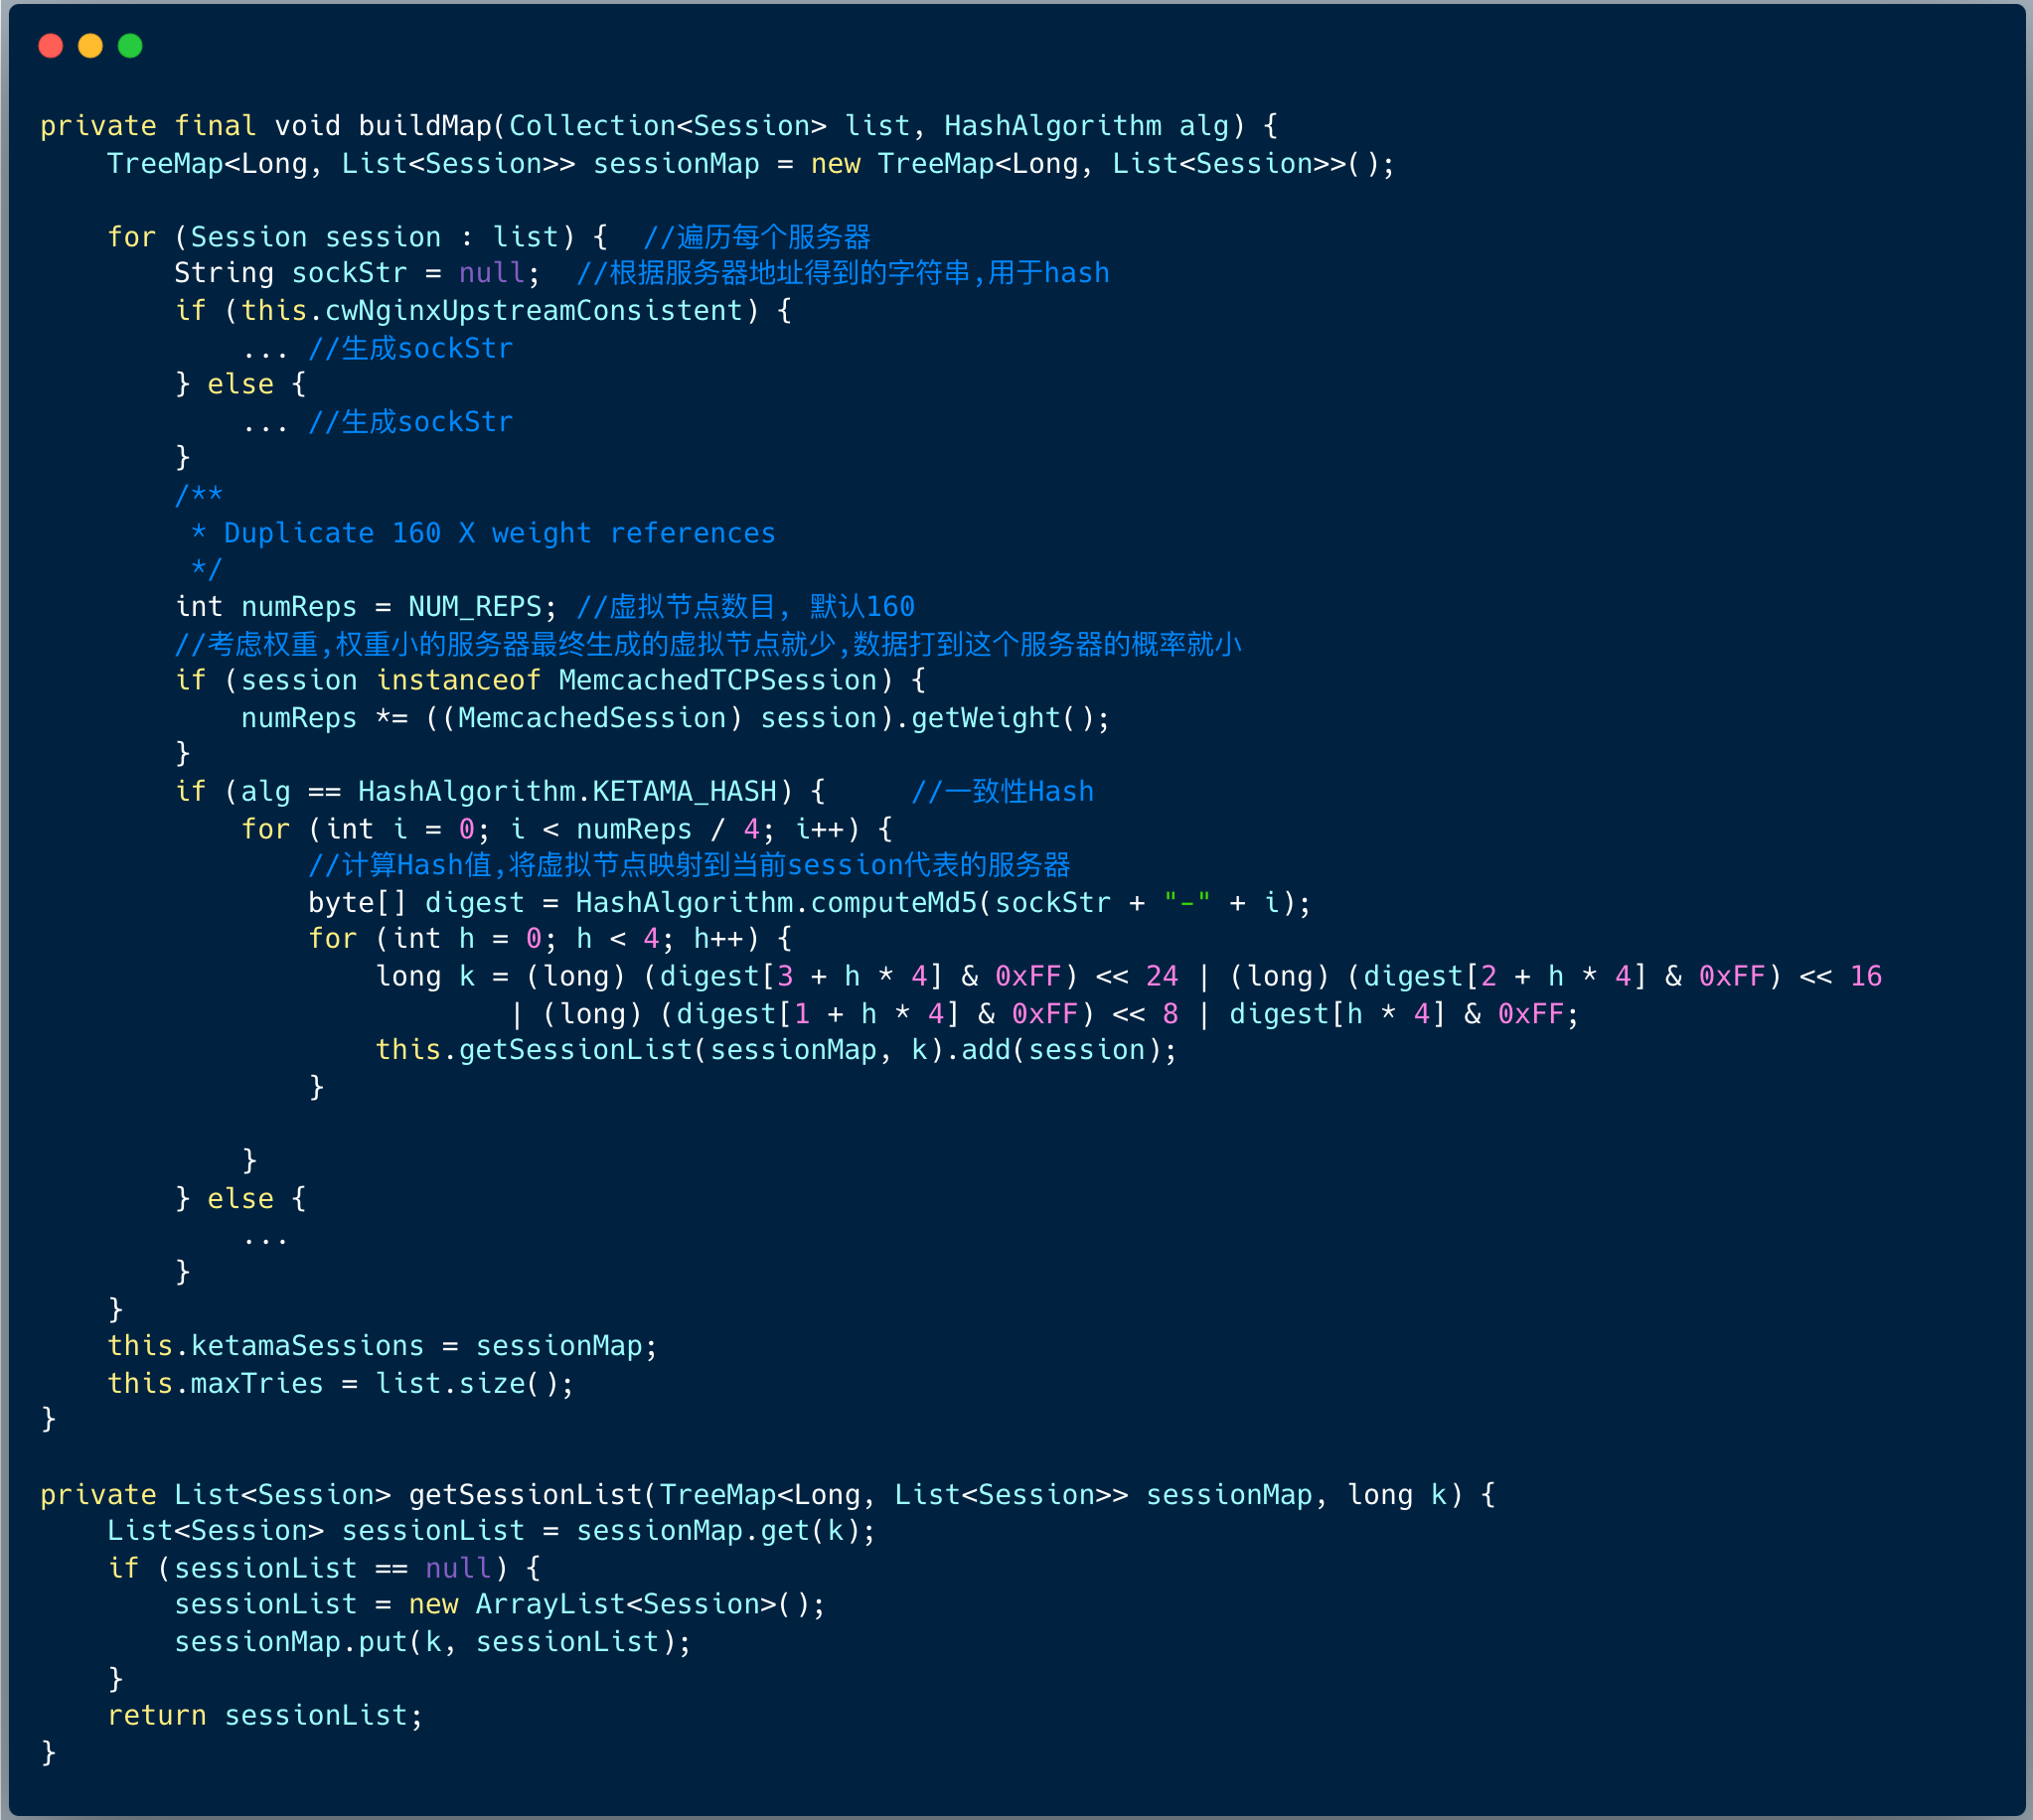 private final void buildMap(Collection<Session> list, HashAlgorithm alg) {
    TreeMap<Long, List<Session>> sessionMap = new TreeMap<Long, List<Session>>();

    for (Session session : list) {  //遍历每个服务器
        String sockStr = null;  //根据服务器地址得到的字符串,用于hash
        if (this.cwNginxUpstreamConsistent) {
            ... //生成sockStr
        } else {
            ... //生成sockStr
        }
        /**
         * Duplicate 160 X weight references
         */
        int numReps = NUM_REPS; //虚拟节点数目, 默认160
        //考虑权重,权重小的服务器最终生成的虚拟节点就少,数据打到这个服务器的概率就小
        if (session instanceof MemcachedTCPSession) {
            numReps *= ((MemcachedSession) session).getWeight();
        }
        if (alg == HashAlgorithm.KETAMA_HASH) {     //一致性Hash
            for (int i = 0; i < numReps / 4; i++) {
                //计算Hash值,将虚拟节点映射到当前session代表的服务器
                byte[] digest = HashAlgorithm.computeMd5(sockStr + "-" + i);
                for (int h = 0; h < 4; h++) {
                    long k = (long) (digest[3 + h * 4] & 0xFF) << 24 | (long) (digest[2 + h * 4] & 0xFF) << 16
                            | (long) (digest[1 + h * 4] & 0xFF) << 8 | digest[h * 4] & 0xFF;
                    this.getSessionList(sessionMap, k).add(session);
                }

            }
        } else {
            ...
        }
    }
    this.ketamaSessions = sessionMap;
    this.maxTries = list.size();
}

private List<Session> getSessionList(TreeMap<Long, List<Session>> sessionMap, long k) {
    List<Session> sessionList = sessionMap.get(k);
    if (sessionList == null) {
        sessionList = new ArrayList<Session>();
        sessionMap.put(k, sessionList);
    }
    return sessionList;
}